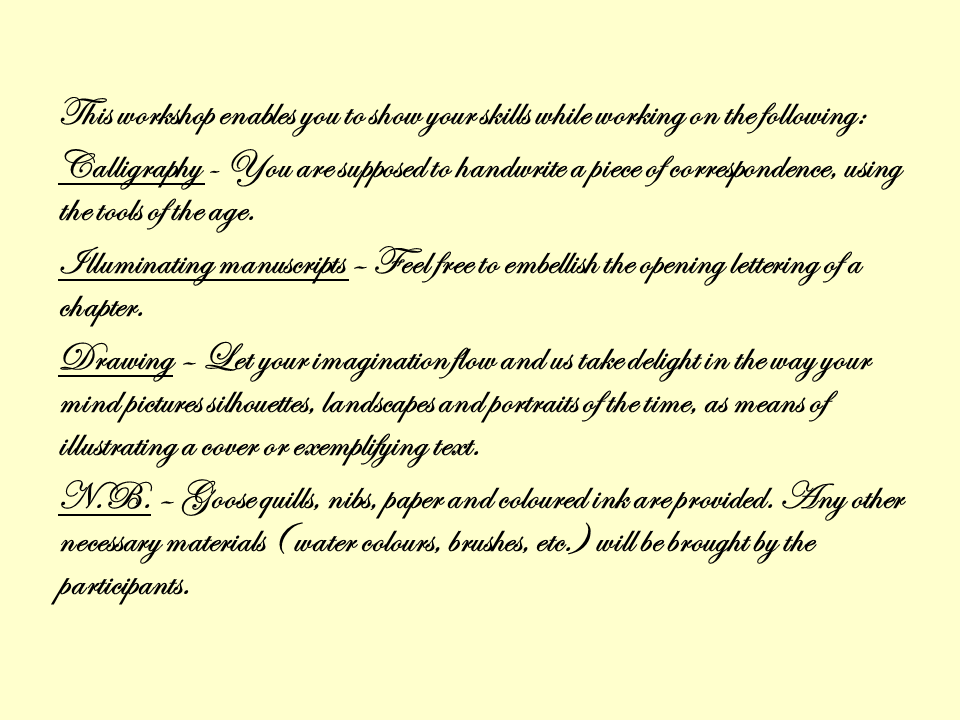 This workshop enables you to show your skills while working on the following:
Calligraphy - You are supposed to handwrite a piece of correspondence, using
the tools of the age.
Illuminating manuscripts – Feel free to embellish the opening lettering of a
chapter.
Drawing – Let your imagination flow and us take delight in the way your
mind pictures silhouettes, landscapes and portraits of the time, as means of
illustrating a cover or exemplifying text.
N.B. – Goose quills, nibs, paper and coloured ink are provided. Any other
necessary materials ( water colours, brushes, etc.) will be brought by the
participants.